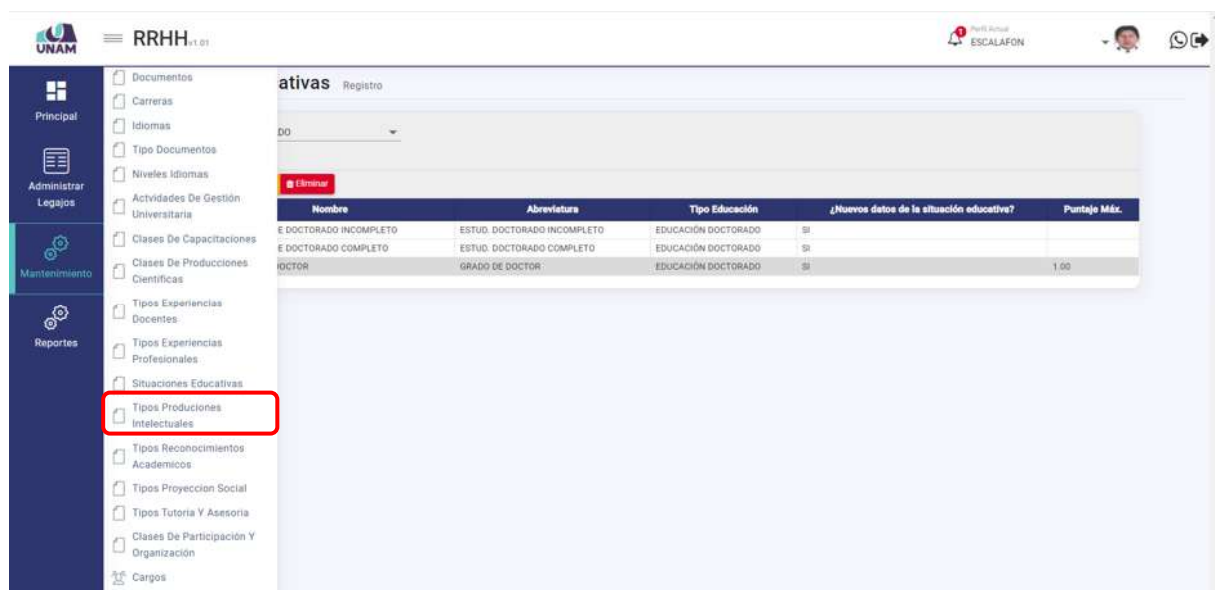 UNAM
RRHH v1.01
Perfil Actual
ESCALAFON
1
Principal
Administrar
Legajos
Mantenimiento
Reportes
Documentos
Carreras
Idiomas
Tipo Documentos
Niveles Idiomas
Actvidades De Gestión
Universitaria
Clases De Capacitaciones
Clases De Producciones
Científicas
Tipos Experiencias
Docentes
Tipos Experiencias
Profesionales
Situaciones Educativas
Tipos Produciones
Intelectuales
Tipos Reconocimientos
Academicos
Tipos Proyeccion Social
Tipos Tutoria Y Asesoria
Clases De Participación Y
Organización
Cargos
ativas Registro
DO
Eliminar
Nombre Abreviatura Tipo Educación ¿Nuevos datos de la situación educativa? Puntaje Máx.
E DOCTORADO INCOMPLETO ESTUD. DOCTORADO INCOMPLETO EDUCACIÓN DOCTORADO SI
E DOCTORADO COMPLETO ESTUD. DOCTORADO COMPLETO EDUCACIÓN DOCTORADO SI
DOCTOR GRADO DE DOCTOR EDUCACIÓN DOCTORADO SI 1.00